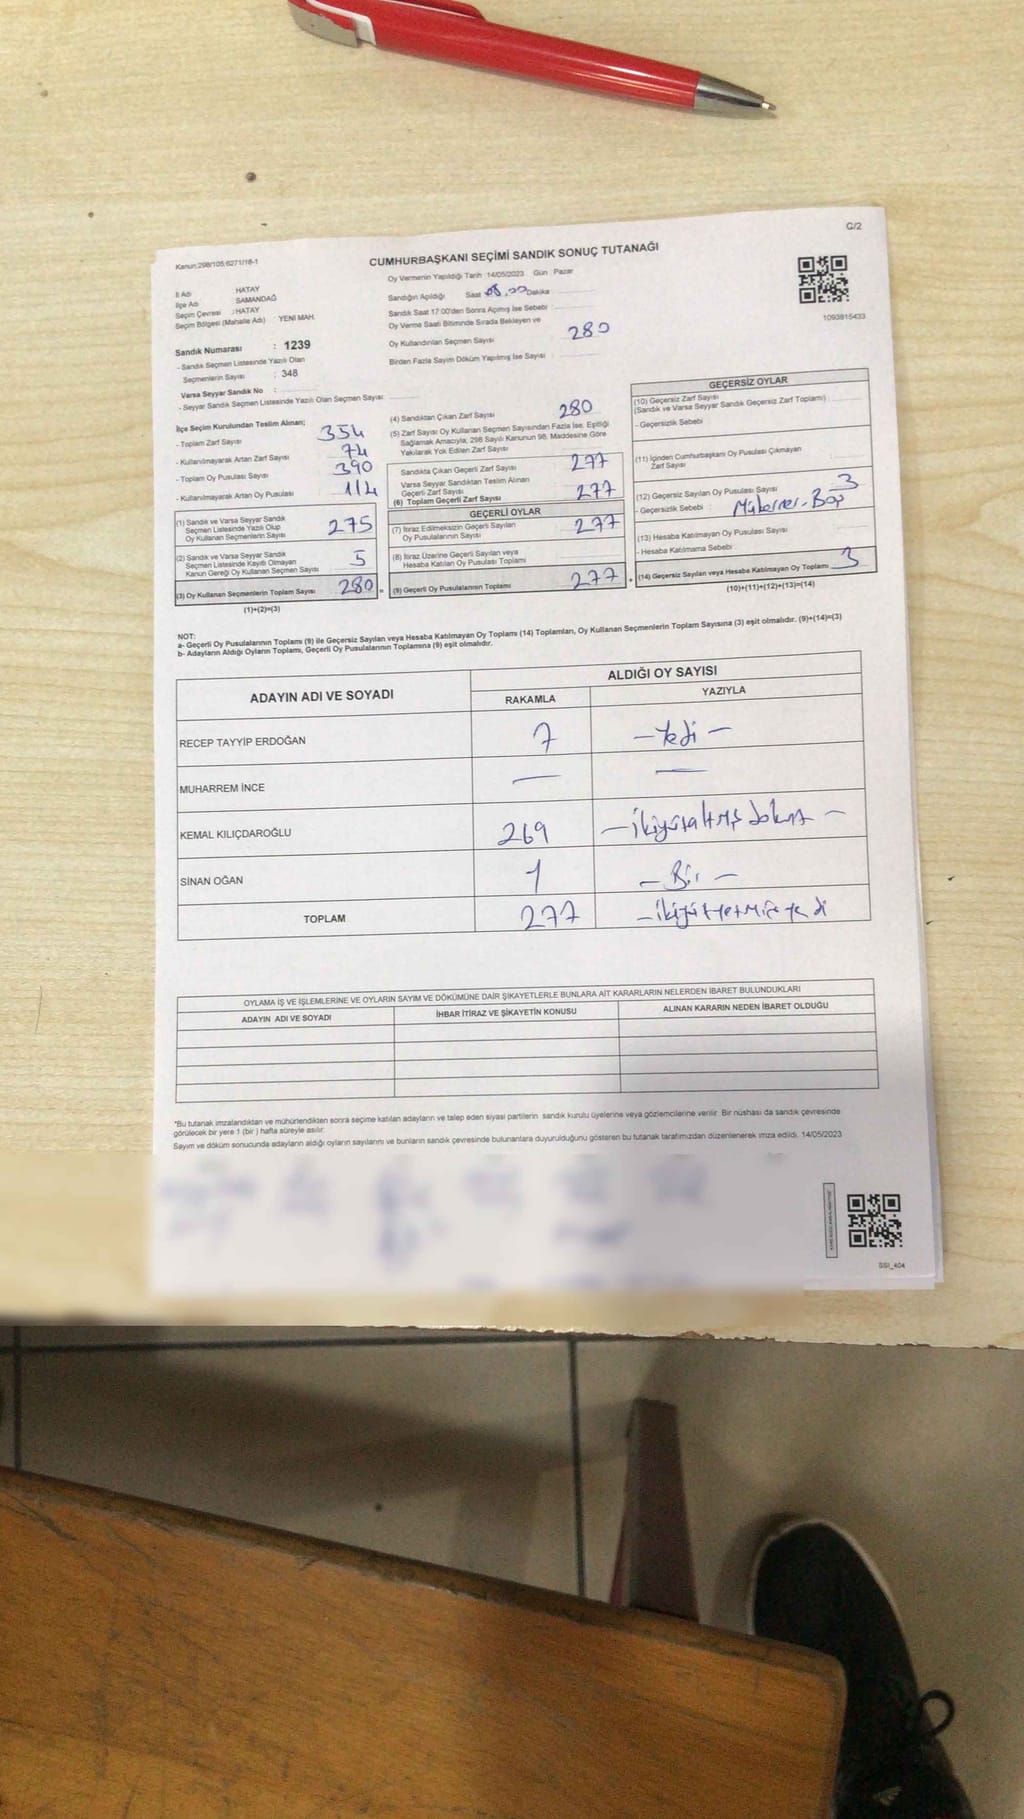 C/2
Kanun:298/105,6271/18-1
CUMHURBAŞKANI SEÇİMİ SANDIK SONUÇ TUTANAĞI
Oy Vermenin Yapıldığı Tarih :14/05/2023 Gün : Pazar
İl Adı : HATAY
İlçe Adı : SAMANDAĞ
Seçim Çevresi : HATAY
Seçim Bölgesi (Mahalle Adı) : YENİ MAH.
Sandık Numarası : 1239
- Sandık Seçmen Listesinde Yazılı Olan
Seçmenlerin Sayısı : 348
Varsa Seyyar Sandık No :
- Seyyar Sandık Seçmen Listesinde Yazılı Olan Seçmen Sayısı :
Sandığın Açıldığı Saat 08.00 Dakika
Sandık Saat 17:00'den Sonra Açılmış İse Sebebi :
Oy Verme Saati Bitiminde Sırada Bekleyen ve
Oy Kullandırılan Seçmen Sayısı : 280
Birden Fazla Sayım Döküm Yapılmış İse Sayısı :
1093815433
İlçe Seçim Kurulundan Teslim Alınan;
- Toplam Zarf Sayısı 354
- Kullanılmayarak Artan Zarf Sayısı 74
- Toplam Oy Pusulası Sayısı 390
- Kullanılmayarak Artan Oy Pusulası 114
(1) Sandık ve Varsa Seyyar Sandık
Seçmen Listesinde Yazılı Olup
Oy Kullanan Seçmenlerin Sayısı 275
(2) Sandık ve Varsa Seyyar Sandık
Seçmen Listesinde Kayıtlı Olmayan
Kanun Gereği Oy Kullanan Seçmen Sayısı 5
(3) Oy Kullanan Seçmenlerin Toplam Sayısı 280 =
(1)+(2)=(3)
(4) Sandıktan Çıkan Zarf Sayısı 280
(5) Zarf Sayısı Oy Kullanan Seçmen Sayısından Fazla İse, Eşitliği
Sağlamak Amacıyla, 298 Sayılı Kanunun 98. Maddesine Göre
Yakılarak Yok Edilen Zarf Sayısı
Sandıkta Çıkan Geçerli Zarf Sayısı 277
Varsa Seyyar Sandıktan Teslim Alınan
Geçerli Zarf Sayısı
(6) Toplam Geçerli Zarf Sayısı 277
GEÇERLİ OYLAR
(7) İtiraz Edilmeksizin Geçerli Sayılan
Oy Pusulalarının Sayısı 277
(8) İtiraz Üzerine Geçerli Sayılan veya
Hesaba Katılan Oy Pusulası Toplamı
(9) Geçerli Oy Pusulalarının Toplamı 277 +
GEÇERSİZ OYLAR
(10) Geçersiz Zarf Sayısı
(Sandık ve Varsa Seyyar Sandık Geçersiz Zarf Toplamı)
- Geçersizlik Sebebi
(11) İçinden Cumhurbaşkanı Oy Pusulası Çıkmayan
Zarf Sayısı
(12) Geçersiz Sayılan Oy Pusulası Sayısı 3
- Geçersizlik Sebebi : Mükerrer - Boş
(13) Hesaba Katılmayan Oy Pusulası Sayısı
- Hesaba Katılmama Sebebi
(14) Geçersiz Sayılan veya Hesaba Katılmayan Oy Toplamı 3
(10)+(11)+(12)+(13)=(14)
NOT:
a- Geçerli Oy Pusulalarının Toplamı (9) ile Geçersiz Sayılan veya Hesaba Katılmayan Oy Toplamı (14) Toplamları, Oy Kullanan Seçmenlerin Toplam Sayısına (3) eşit olmalıdır. (9)+(14)=(3)
b- Adayların Aldığı Oyların Toplamı, Geçerli Oy Pusulalarının Toplamına (9) eşit olmalıdır.
ADAYIN ADI VE SOYADI
ALDIĞI OY SAYISI
RAKAMLA YAZIYLA
RECEP TAYYİP ERDOĞAN 7 - Yedi -
MUHARREM İNCE — —
KEMAL KILIÇDAROĞLU 269 - ikiyüzaltmış dokuz -
SİNAN OĞAN 1 - Bir -
TOPLAM 277 - ikiyüzyetmişyedi
OYLAMA İŞ VE İŞLEMLERİNE VE OYLARIN SAYIM VE DÖKÜMÜNE DAİR ŞİKAYETLERLE BUNLARA AİT KARARLARIN NELERDEN İBARET BULUNDUKLARI
ADAYIN ADI VE SOYADI İHBAR İTİRAZ VE ŞİKAYETİN KONUSU ALINAN KARARIN NEDEN İBARET OLDUĞU
*Bu tutanak imzalandıktan ve mühürlendikten sonra seçime katılan adayların ve talep eden siyasi partilerin sandık kurulu üyelerine veya gözlemcilerine verilir. Bir nüshası da sandık çevresinde
görülecek bir yere 1 (bir ) hafta süreyle asılır.
Sayım ve döküm sonucunda adayların aldığı oyların sayılarını ve bunların sandık çevresinde bulunanlara duyurulduğunu gösteren bu tutanak tarafımızdan düzenlenerek imza edildi. 14/05/2023
SSI_404